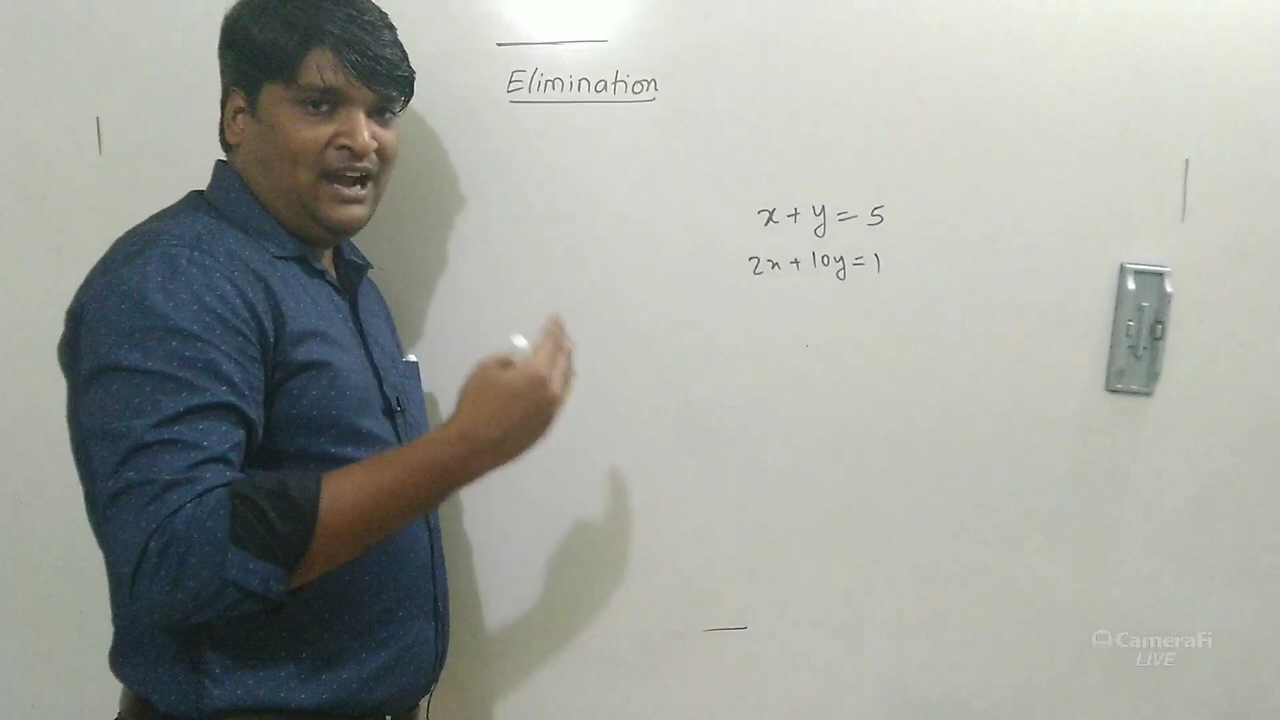 Elimination
x + y = 5
2x + 10y = 1
CameraFi
LIVE